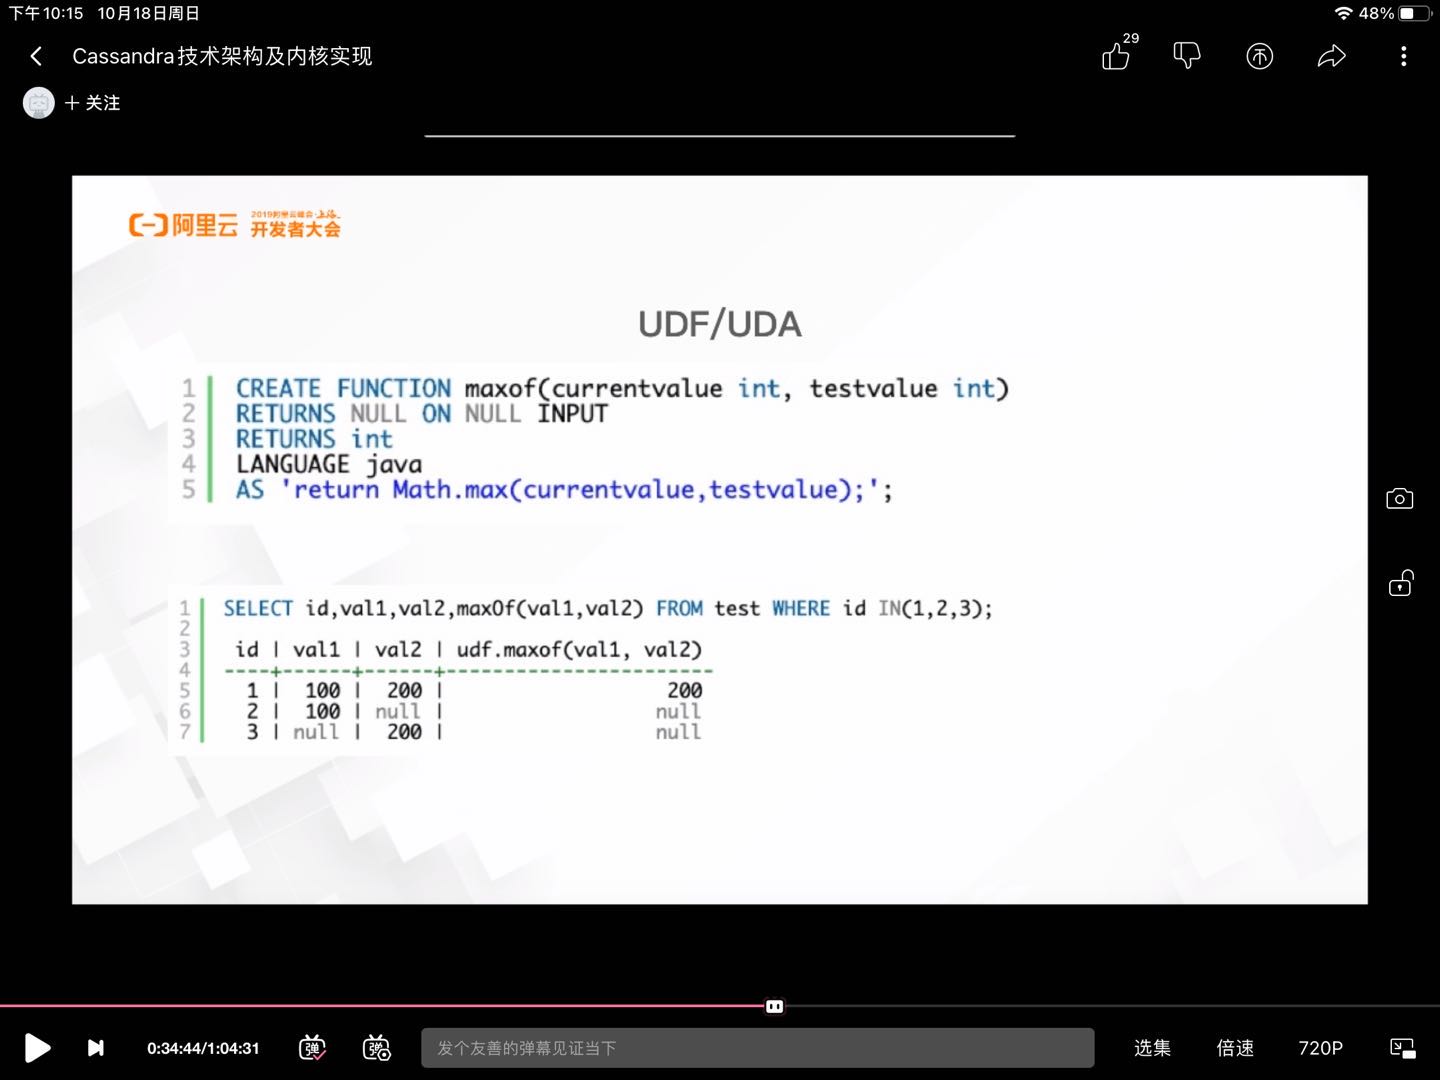 下午10:15 10月18日周日
48%
Cassandra技术架构及内核实现
29
关注
阿里云
2019阿里云峰会·上海
开发者大会
UDF/UDA
1 CREATE FUNCTION maxof(currentvalue int, testvalue int)
2 RETURNS NULL ON NULL INPUT
3 RETURNS int
4 LANGUAGE java
5 AS 'return Math.max(currentvalue,testvalue);';
1 SELECT id,val1,val2,maxOf(val1,val2) FROM test WHERE id IN(1,2,3);
2
3 id | val1 | val2 | udf.maxof(val1, val2)
4 ----+------+------+-----------------------
5 1 | 100 | 200 | 200
6 2 | 100 | null | null
7 3 | null | 200 | null
0:34:44/1:04:31
弹
弹
发个友善的弹幕见证当下
选集
倍速
720P